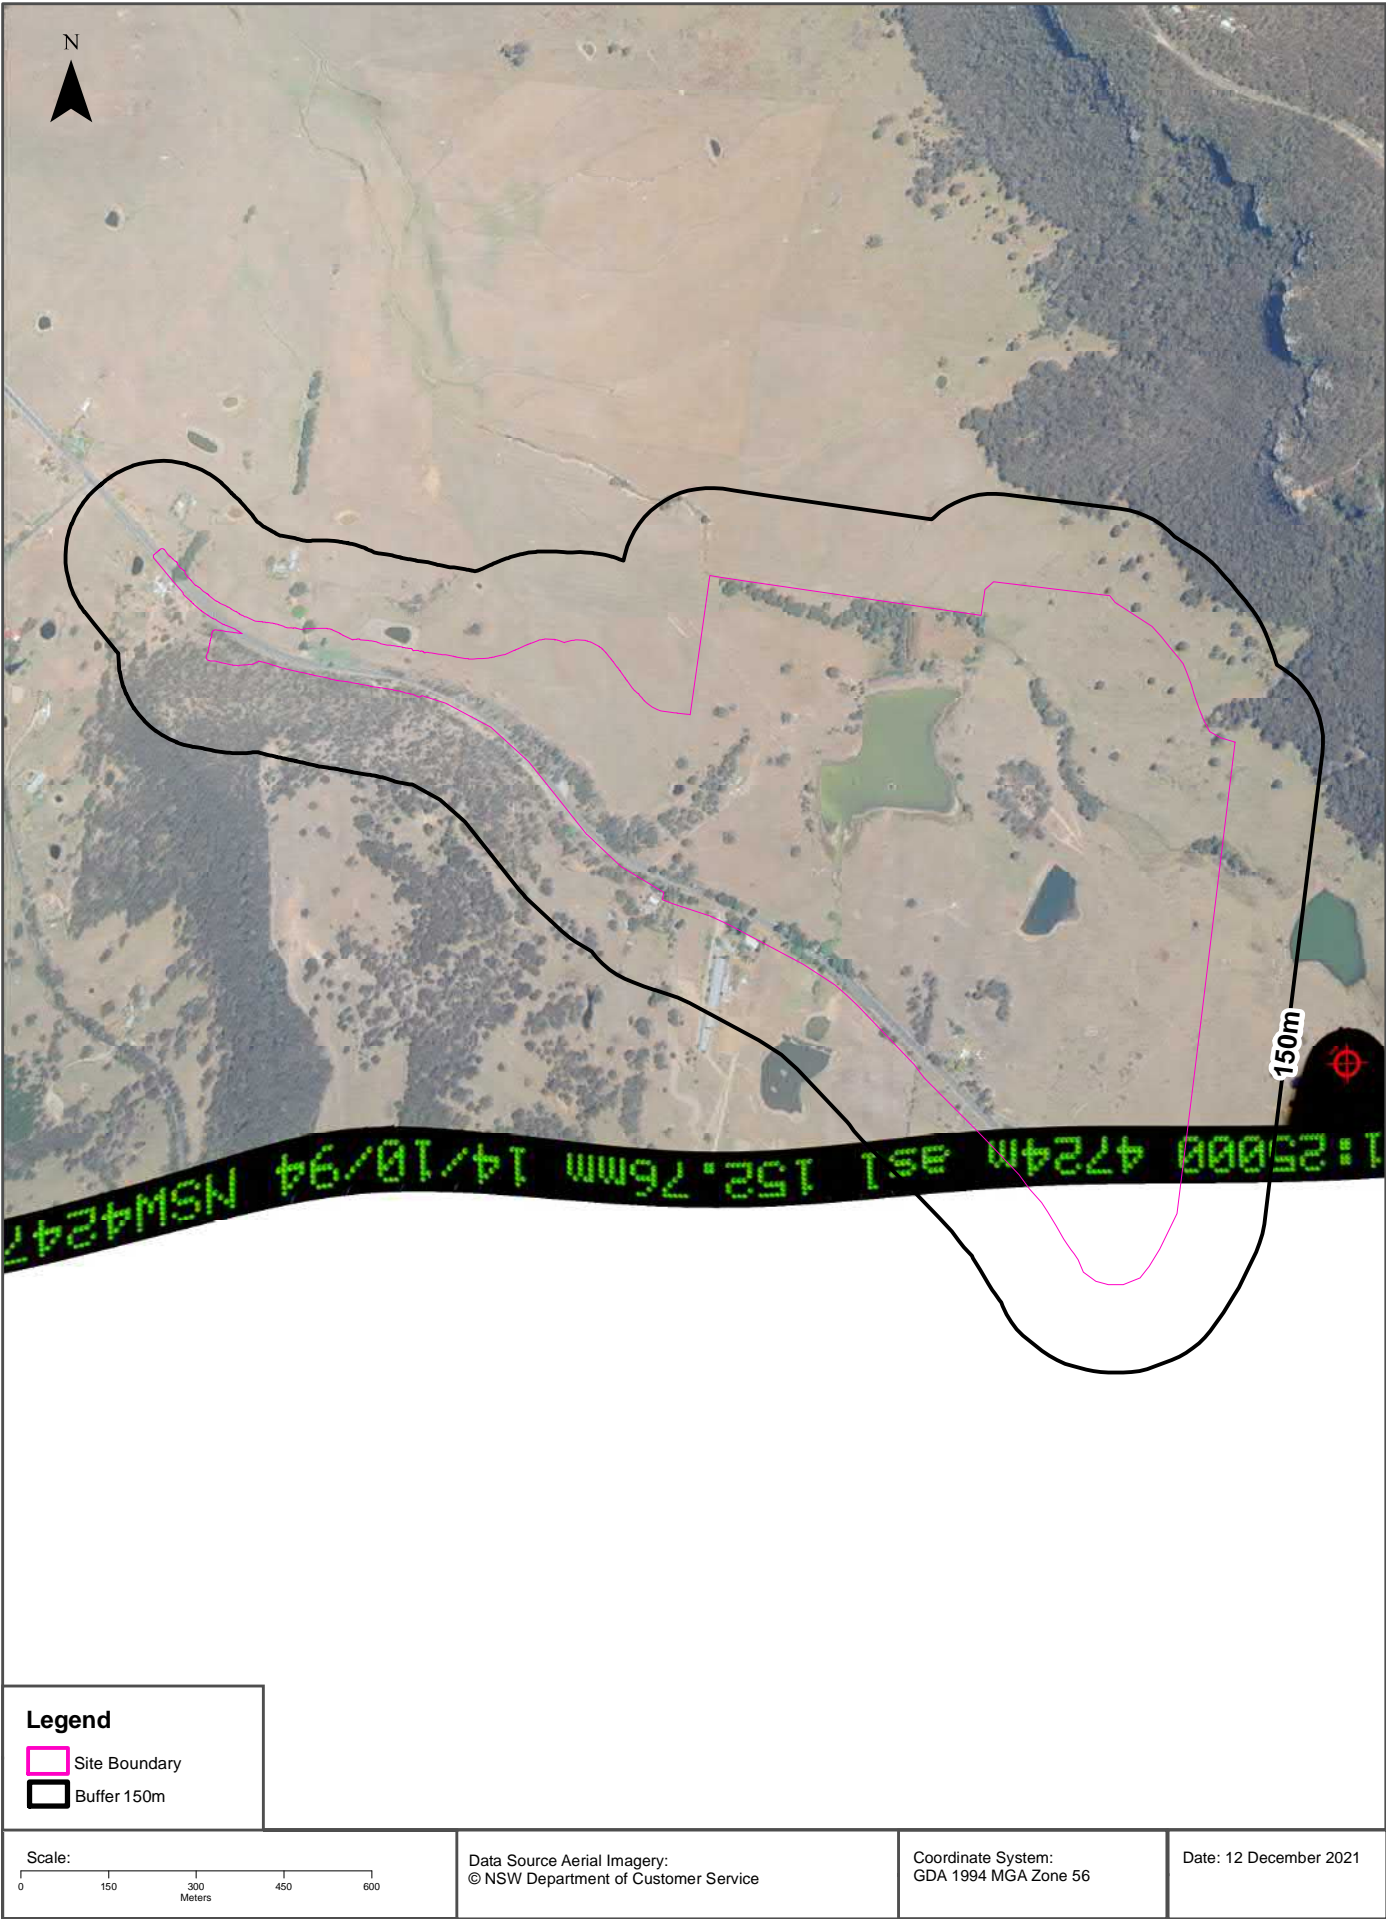 N
150m
1:25000 4724m asl 152.76mm 14/10/94 NSW4247
Legend
Site Boundary
Buffer 150m
Scale:
0 150 300 450 600
Meters
Data Source Aerial Imagery:
© NSW Department of Customer Service
Coordinate System:
GDA 1994 MGA Zone 56
Date: 12 December 2021